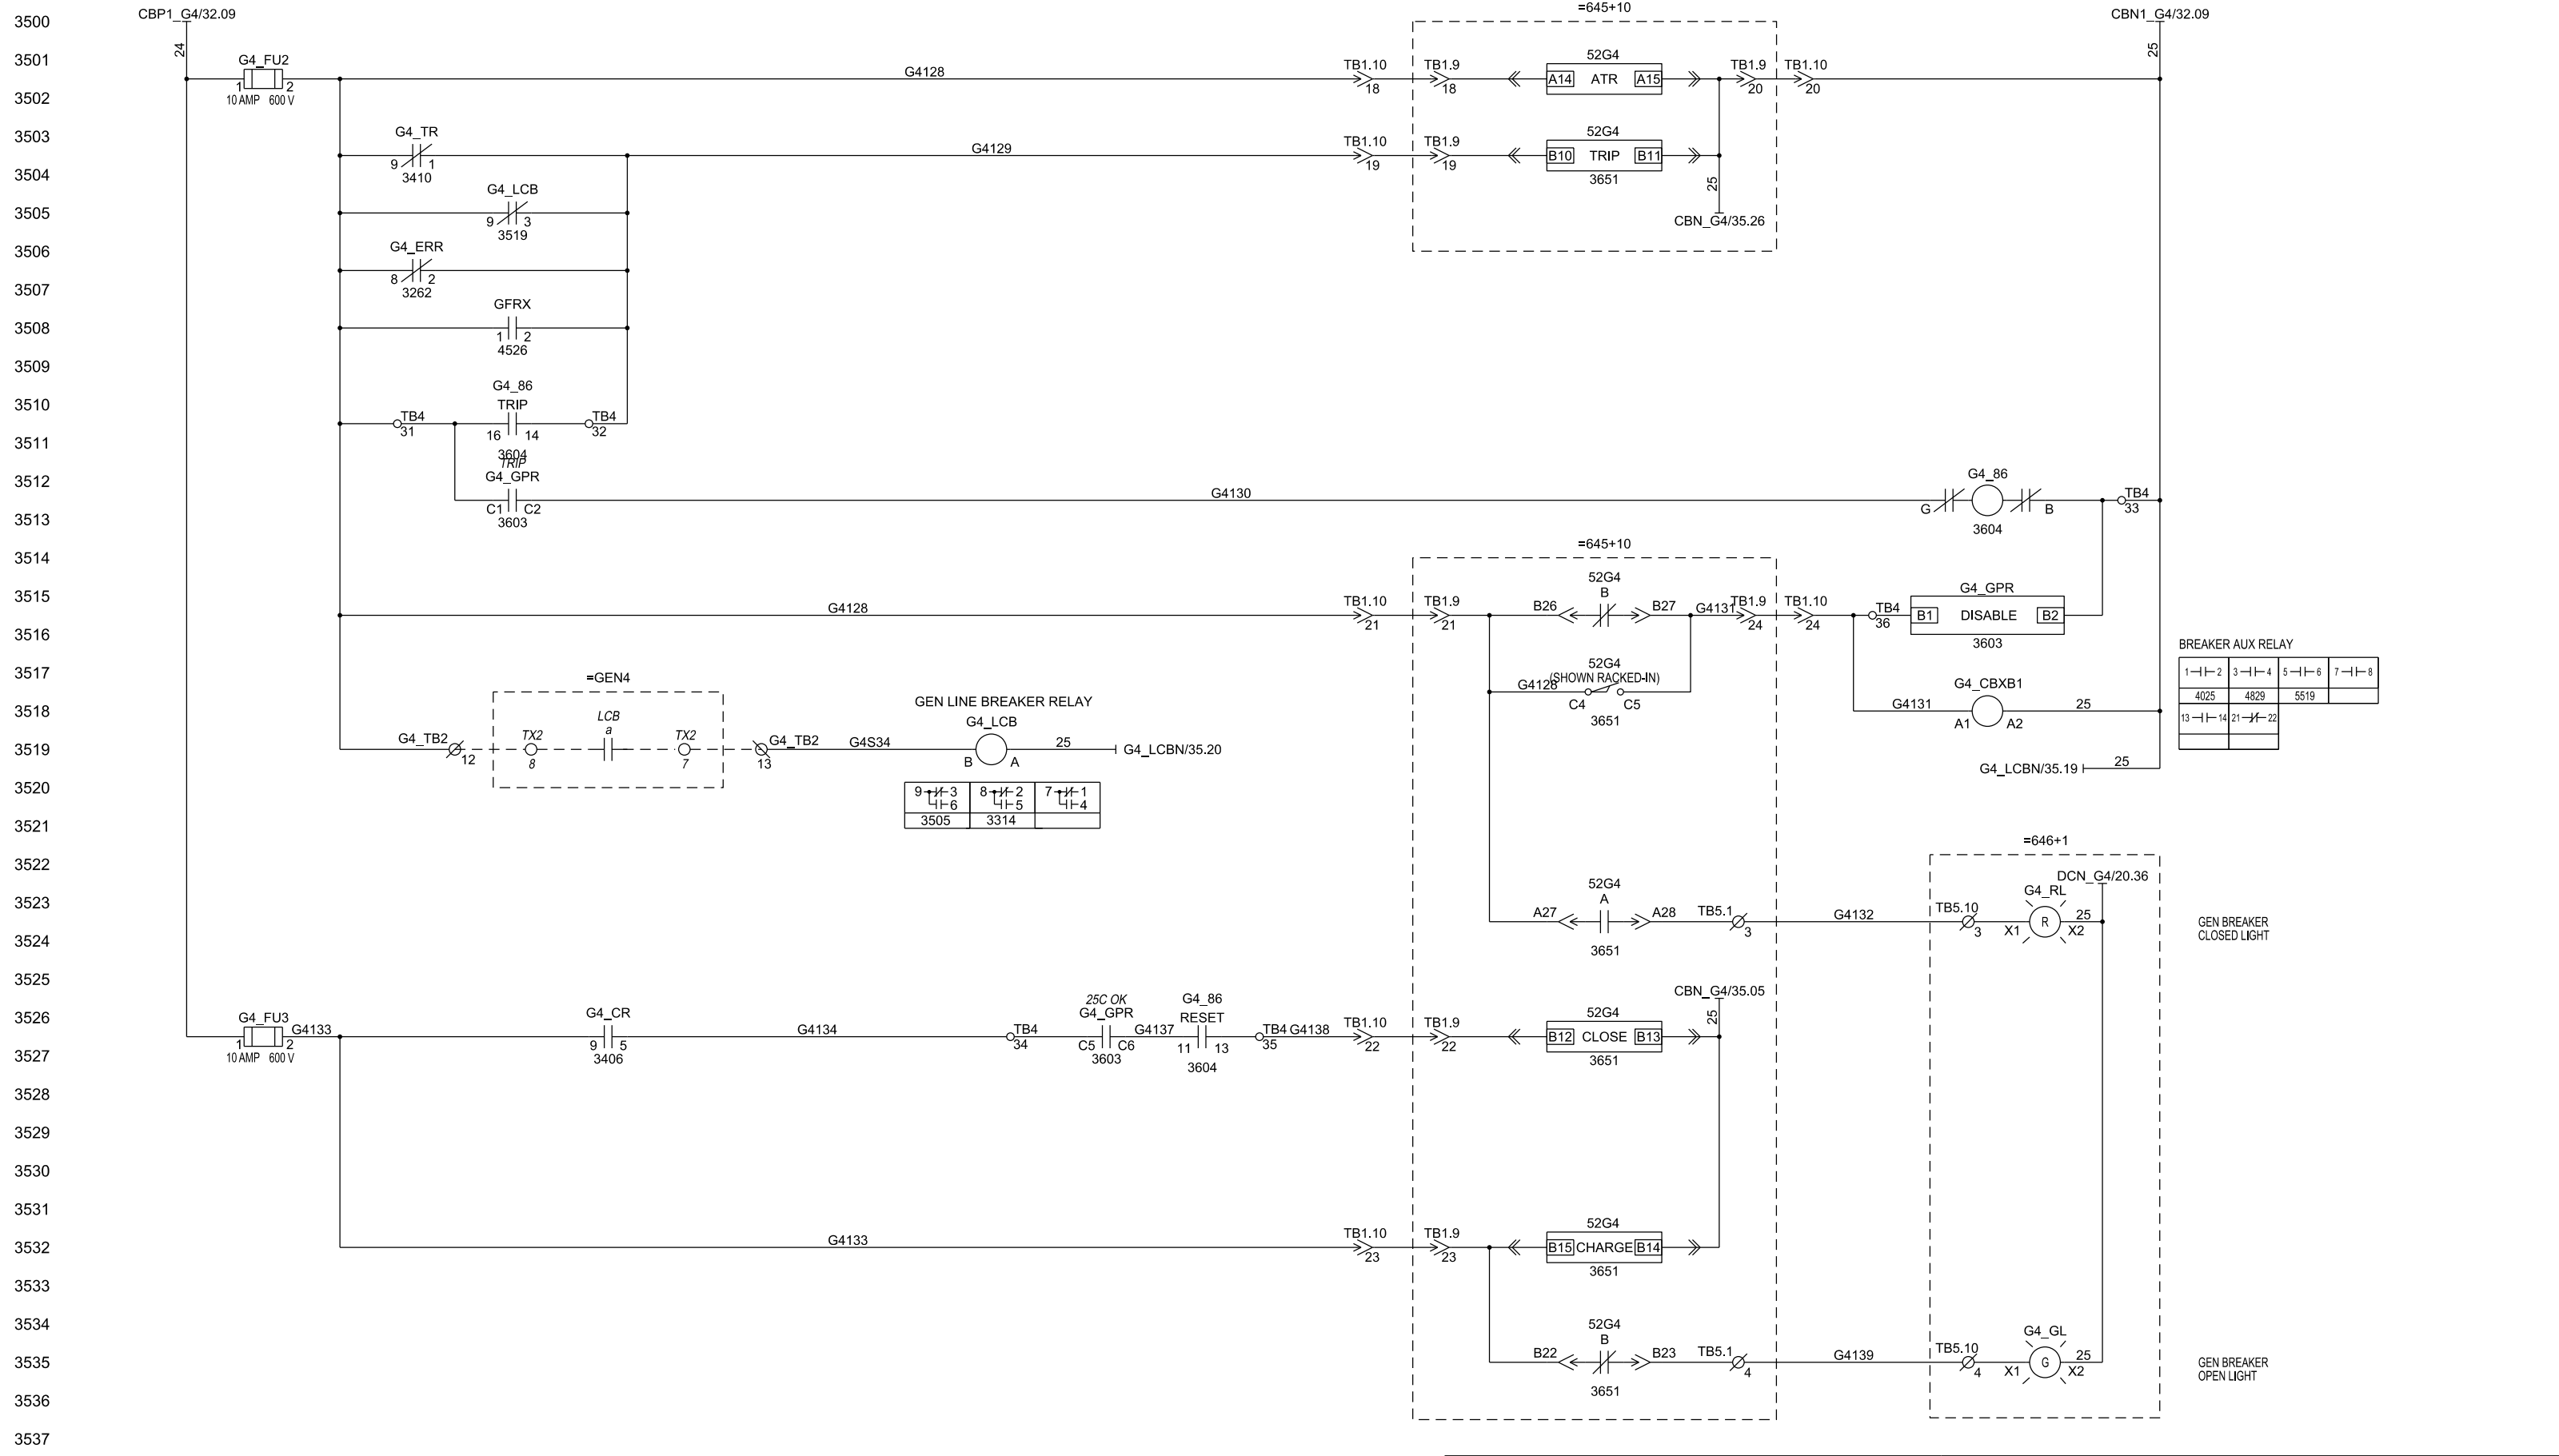 3500
CBP1_G4/32.09
=645+10
CBN1_G4/32.09
24
25
3501
G4_FU2
G4128
TB1.10
TB1.9
52G4
TB1.9
TB1.10
1
2
18
18
A14
ATR
A15
20
20
3502
10 AMP 600 V
3503
G4_TR
G4129
TB1.10
TB1.9
52G4
9
1
19
19
B10
TRIP
B11
3504
3410
3651
25
G4_LCB
3505
9
3
CBN_G4/35.26
3519
3506
G4_ERR
8
2
3507
3262
GFRX
3508
1
2
4526
3509
G4_86
3510
TRIP
TB4
TB4
31
16
14
32
3511
3604
TRIP
3512
G4_GPR
G4130
G4_86
TB4
C1
C2
G
B
33
3513
3603
3604
3514
=645+10
52G4
G4_GPR
3515
B
G4128
TB1.10
TB1.9
B26
B27
G4131
TB1.9
TB1.10
TB4
21
21
24
24
36
B1
DISABLE
B2
3516
3603
BREAKER AUX RELAY
3517
=GEN4
52G4
(SHOWN RACKED-IN)
1
2
3
4
5
6
7
8
G4128
G4_CBXB1
4025
4829
5519
3518
GEN LINE BREAKER RELAY
C4
C5
G4131
25
LCB
a
G4_LCB
3651
A1
A2
13
14
21
22
3519
G4_TB2
TX2
TX2
G4_TB2
G4S34
25
G4_LCBN/35.20
12
8
7
13
B
A
G4_LCBN/35.19
25
3520
9
3
6
8
2
5
7
1
4
3521
3505
3314
=646+1
3522
52G4
DCN_G4/20.36
3523
A
G4_RL
A27
A28
TB5.1
G4132
TB5.10
R
25
GEN BREAKER
CLOSED LIGHT
3
3
X1
X2
3524
3651
3525
CBN_G4/35.05
25C OK
G4_86
25
3526
G4_FU3
G4133
G4_CR
G4134
TB4
G4_GPR
G4137
RESET
TB4
G4138
TB1.10
TB1.9
52G4
1
2
9
5
34
C5
C6
11
13
35
22
22
B12
CLOSE
B13
3527
10 AMP 600 V
3406
3603
3604
3651
3528
3529
3530
3531
52G4
3532
G4133
TB1.10
TB1.9
23
23
B15
CHARGE
B14
3533
3651
3534
52G4
G4_GL
B
3535
B22
B23
TB5.1
G4139
TB5.10
G
25
GEN BREAKER
OPEN LIGHT
4
4
X1
X2
3536
3651
3537